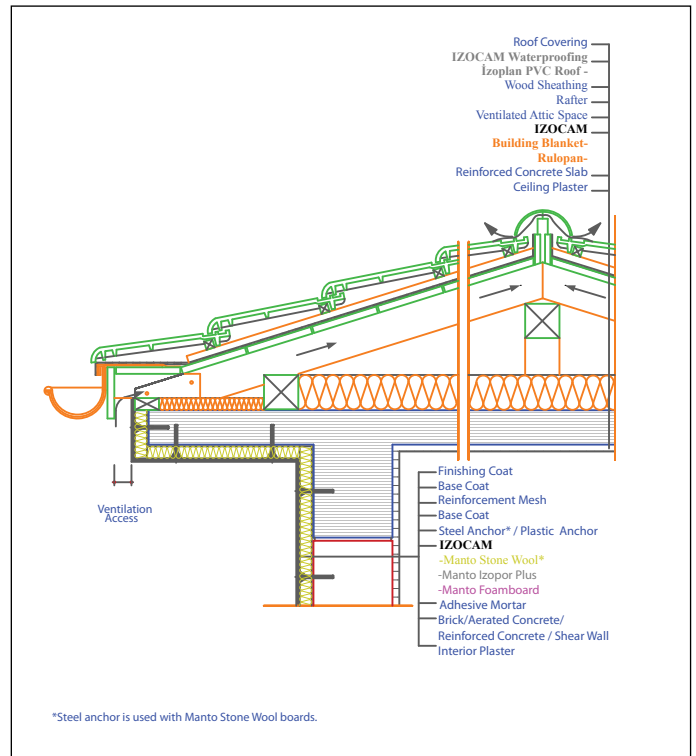 Roof Covering
IZOCAM Waterproofing
İzoplan PVC Roof -
Wood Sheathing
Rafter
Ventilated Attic Space
IZOCAM
Building Blanket-
Rulopan-
Reinforced Concrete Slab
Ceiling Plaster
Ventilation
Access
Finishing Coat
Base Coat
Reinforcement Mesh
Base Coat
Steel Anchor* / Plastic Anchor
IZOCAM
-Manto Stone Wool*
-Manto Izopor Plus
-Manto Foamboard
Adhesive Mortar
Brick/Aerated Concrete/
Reinforced Concrete / Shear Wall
Interior Plaster
*Steel anchor is used with Manto Stone Wool boards.